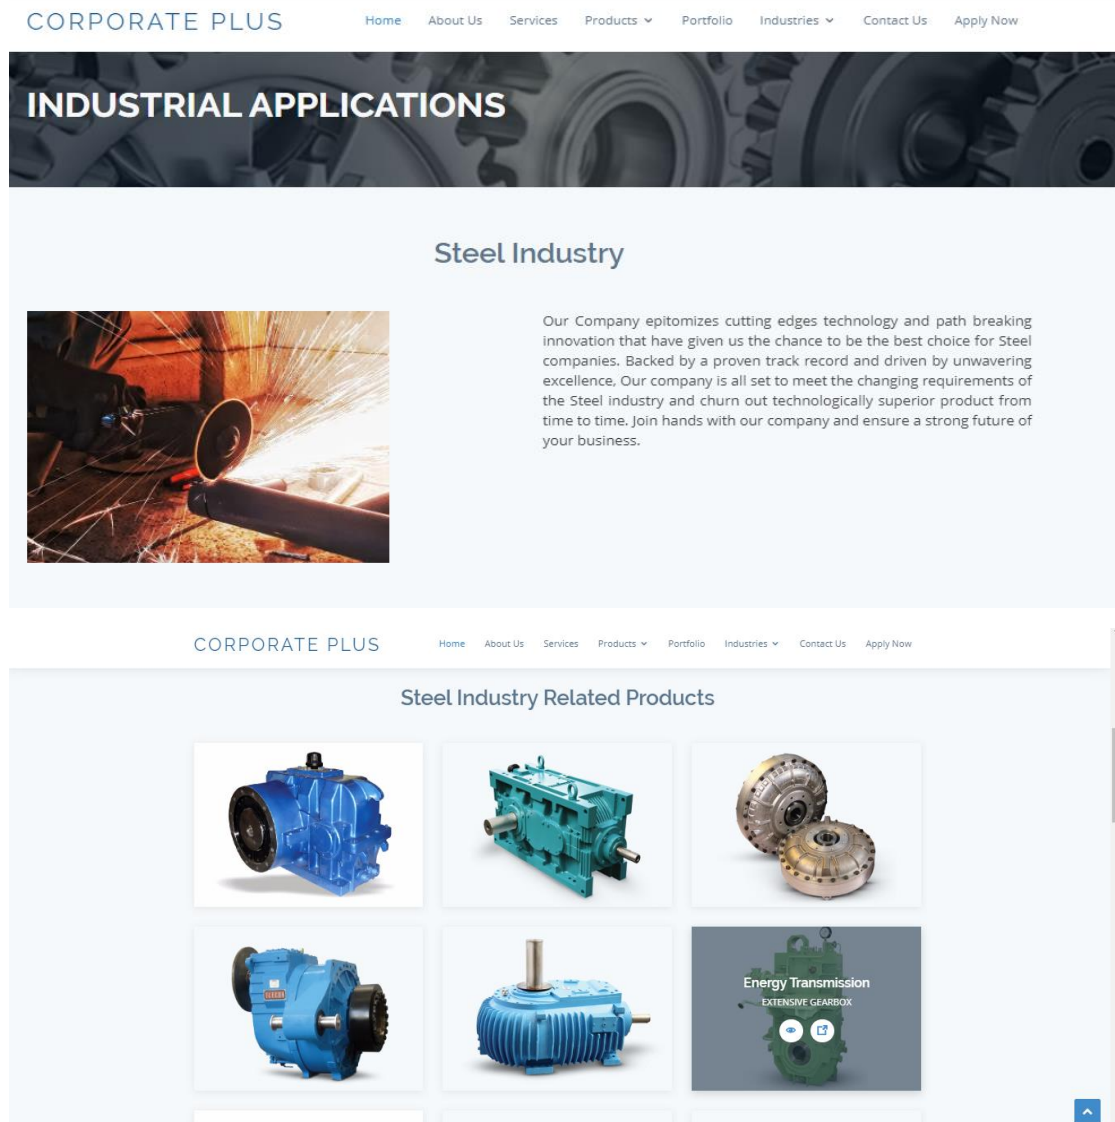 CORPORATE PLUS
Home About Us Services Products Portfolio Industries Contact Us Apply Now
INDUSTRIAL APPLICATIONS
Steel Industry
Our Company epitomizes cutting edges technology and path breaking
innovation that have given us the chance to be the best choice for Steel
companies. Backed by a proven track record and driven by unwavering
excellence, Our company is all set to meet the changing requirements of
the Steel industry and churn out technologically superior product from
time to time. Join hands with our company and ensure a strong future of
your business.
CORPORATE PLUS
Home About Us Services Products Portfolio Industries Contact Us Apply Now
Steel Industry Related Products
Energy Transmission
EXTENSIVE GEARBOX